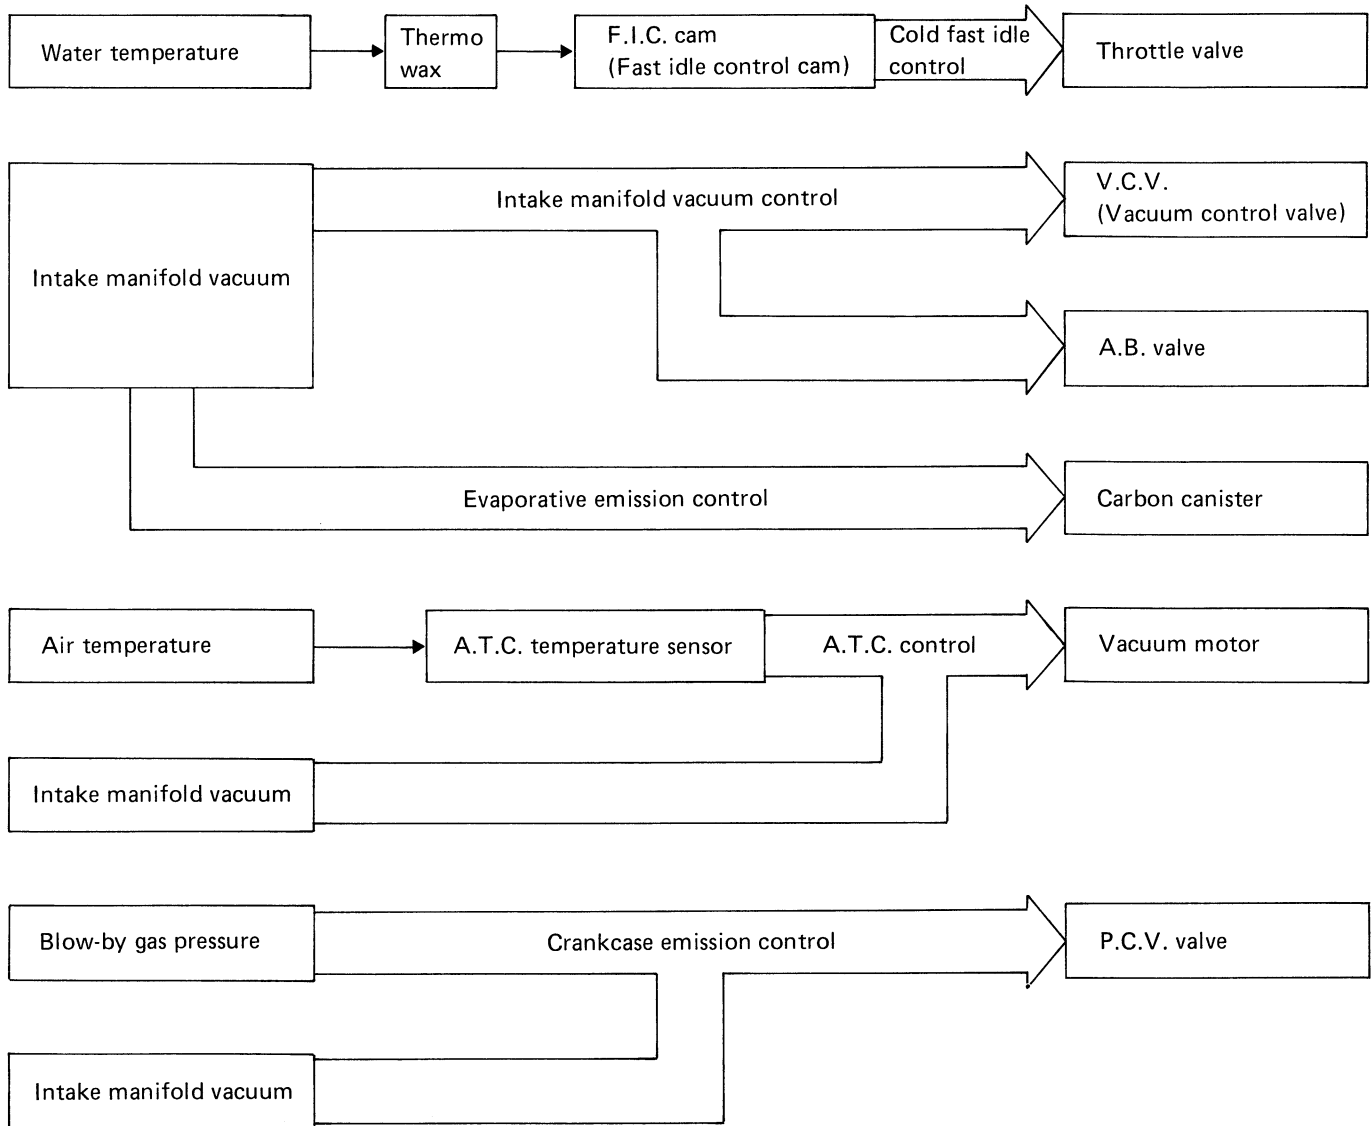 Water temperature
Thermo
wax
F.I.C. cam
(Fast idle control cam)
Cold fast idle
control
Throttle valve
Intake manifold vacuum
Intake manifold vacuum control
V.C.V.
(Vacuum control valve)
A.B. valve
Evaporative emission control
Carbon canister
Air temperature
A.T.C. temperature sensor
A.T.C. control
Vacuum motor
Intake manifold vacuum
Blow-by gas pressure
Crankcase emission control
P.C.V. valve
Intake manifold vacuum